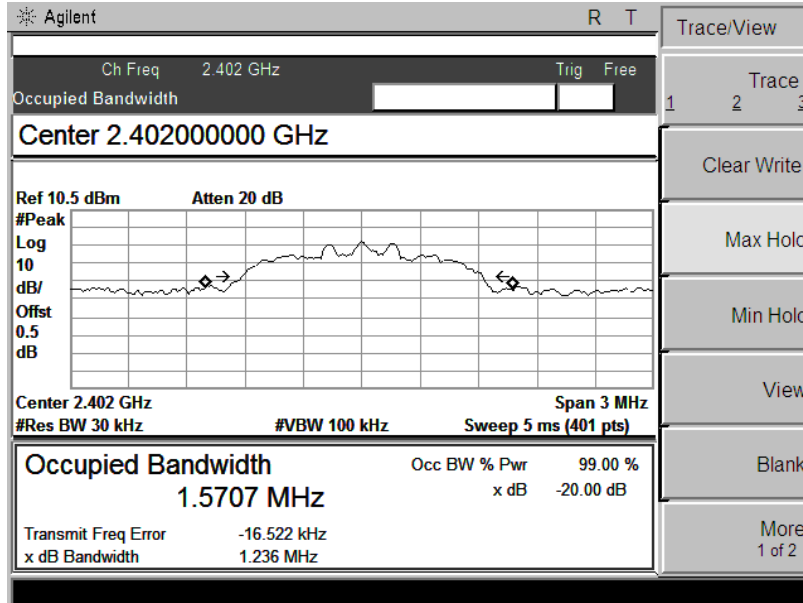 Agilent R T
Trace/View
Ch Freq 2.402 GHz Trig Free
Occupied Bandwidth
Trace
1 2 3
Center 2.402000000 GHz
Clear Write
Ref 10.5 dBm Atten 20 dB
#Peak
Log
10
dB/
Offst
0.5
dB
Max Hold
Min Hold
Center 2.402 GHz Span 3 MHz
#Res BW 30 kHz #VBW 100 kHz Sweep 5 ms (401 pts)
View
Occupied Bandwidth Occ BW % Pwr 99.00 %
1.5707 MHz x dB -20.00 dB
Blank
Transmit Freq Error -16.522 kHz
x dB Bandwidth 1.236 MHz
More
1 of 2